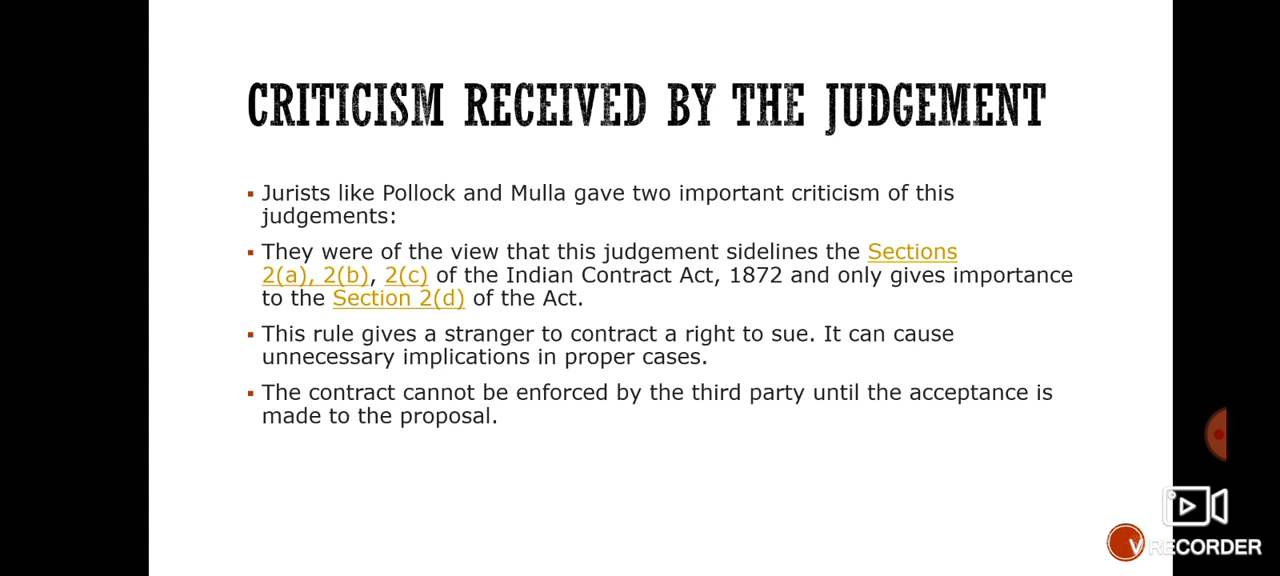 CRITICISM RECEIVED BY THE JUDGEMENT
Jurists like Pollock and Mulla gave two important criticism of this
judgements:
They were of the view that this judgement sidelines the Sections
2(a), 2(b), 2(c) of the Indian Contract Act, 1872 and only gives importance
to the Section 2(d) of the Act.
This rule gives a stranger to contract a right to sue. It can cause
unnecessary implications in proper cases.
The contract cannot be enforced by the third party until the acceptance is
made to the proposal.
V RECORDER